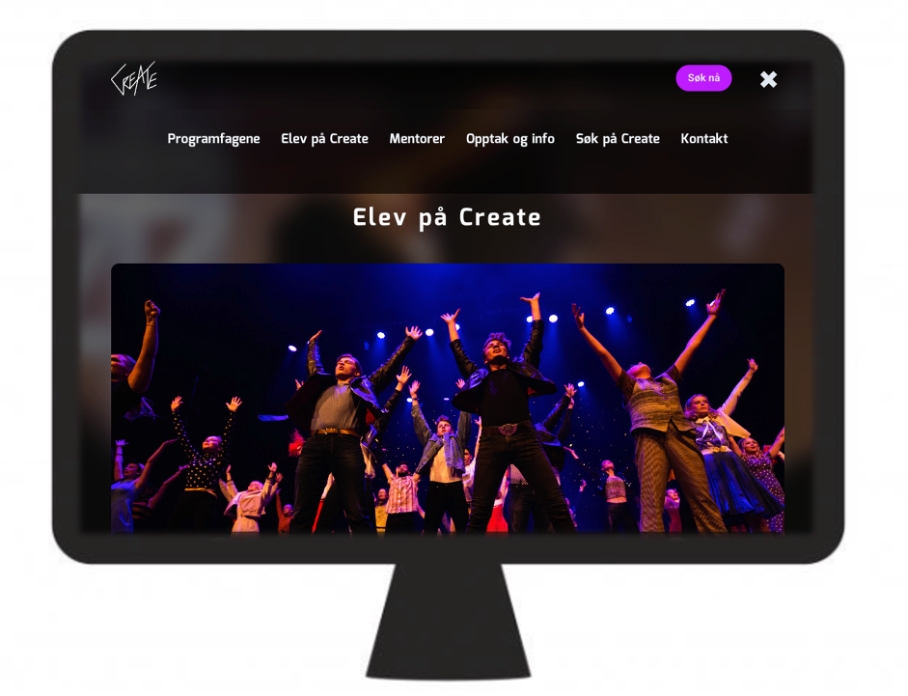 CREATE
Søk nå
Programfagene Elev på Create Mentorer Opptak og info Søk på Create Kontakt
Elev på Create